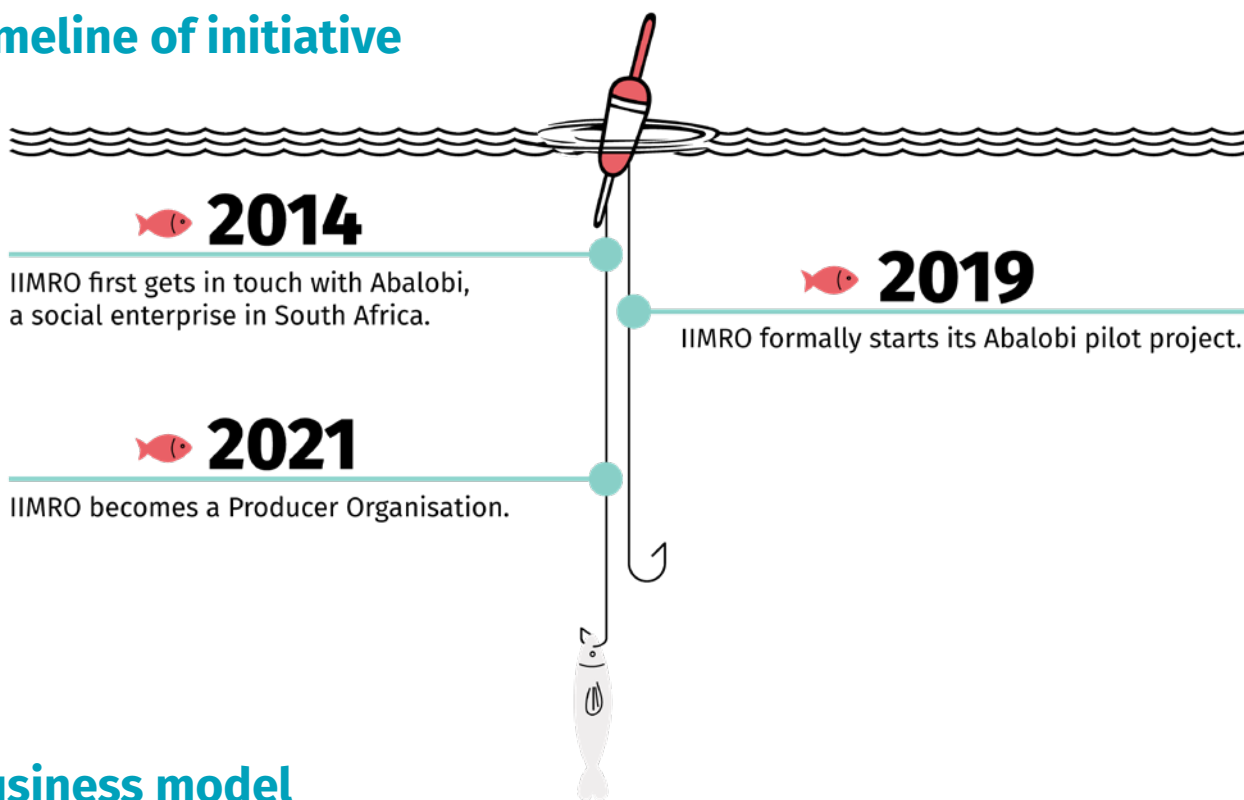 meline of initiative
2014
IIMRO first gets in touch with Abalobi,
a social enterprise in South Africa.
2019
IIMRO formally starts its Abalobi pilot project.
2021
IIMRO becomes a Producer Organisation.
usiness model